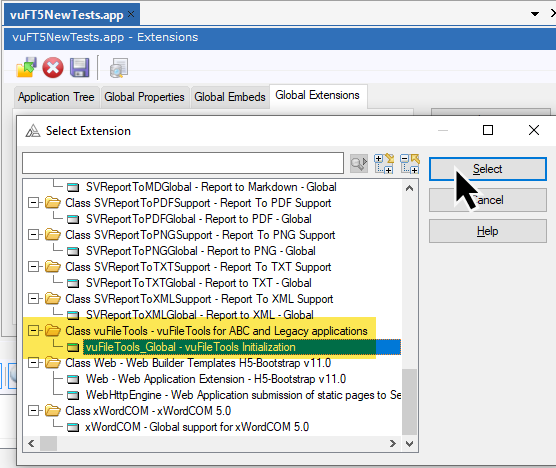 vuFT5NewTests.app
vuFT5NewTests.app - Extensions
Application Tree
Global Properties
Global Embeds
Global Extensions
Select Extension
SVReportToMDGlobal - Report to Markdown - Global
Class SVReportToPDFSupport - Report To PDF Support
SVReportToPDFGlobal - Report to PDF - Global
Class SVReportToPNGSupport - Report To PNG Support
SVReportToPNGGlobal - Report to PNG - Global
Class SVReportToTXTSupport - Report To TXT Support
SVReportToTXTGlobal - Report to TXT - Global
Class SVReportToXMLSupport - Report To XML Support
SVReportToXMLGlobal - Report to XML - Global
Class vuFileTools - vuFileTools for ABC and Legacy applications
vuFileTools_Global - vuFileTools Initialization
Class Web - Web Builder Templates H5-Bootstrap v11.0
Web - Web Application Extension - H5-Bootstrap v11.0
WebHttpEngine - Web Application submission of static pages to Se
Class xWordCOM - xWordCOM 5.0
xWordCOM - Global support for xWordCOM 5.0
Select
Cancel
Help